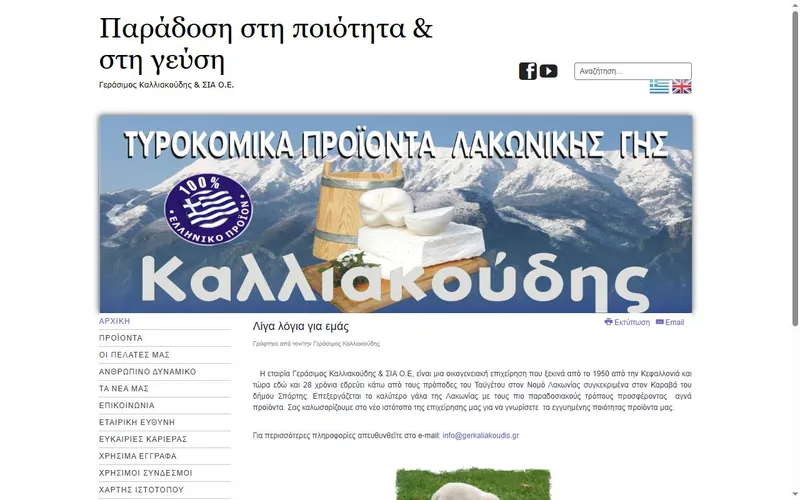 Παράδοση στη ποιότητα &
στη γεύση
Γεράσιμος Καλλιακούδης & ΣΙΑ Ο.Ε.
Αναζήτηση...
ΤΥΡΟΚΟΜΙΚΑ ΠΡΟΪΟΝΤΑ ΛΑΚΩΝΙΚΗΣ ΓΗΣ
100%
ΕΛΛΗΝΙΚΟ ΠΡΟΪΟΝ
Καλλιακούδης
ΑΡΧΙΚΗ
ΠΡΟΪΟΝΤΑ
ΟΙ ΠΕΛΑΤΕΣ ΜΑΣ
ΑΝΘΡΩΠΙΝΟ ΔΥΝΑΜΙΚΟ
ΤΑ ΝΕΑ ΜΑΣ
ΕΠΙΚΟΙΝΩΝΙΑ
ΕΤΑΙΡΙΚΗ ΕΥΘΥΝΗ
ΕΥΚΑΙΡΙΕΣ ΚΑΡΙΕΡΑΣ
ΧΡΗΣΙΜΑ ΕΓΓΡΑΦΑ
ΧΡΗΣΙΜΟΙ ΣΥΝΔΕΣΜΟΙ
ΧΑΡΤΗΣ ΙΣΤΟΤΟΠΟΥ
Λίγα λόγια για εμάς
Εκτύπωση Email
Γράφτηκε από τον/την Γεράσιμος Καλλιακούδης
Η εταιρία Γεράσιμος Καλλιακούδης & ΣΙΑ Ο.Ε, είναι μια οικογενειακή επιχείρηση που ξεκινά από το 1950 από την Κεφαλλονιά και
τώρα εδώ και 28 χρόνια εδρεύει κάτω από τους πρόποδες του Ταϋγέτου στον Νομό Λακωνίας συγκεκριμένα στον Καραβά του
δήμου Σπάρτης. Επεξεργάζεται το καλύτερο γάλα της Λακωνίας με τους πιο παραδοσιακούς τρόπους προσφέροντας αγνά
προϊόντα. Σας καλωσορίζουμε στο νέο ιστότοπο της επιχείρησης μας για να γνωρίσετε τα εγγυημένης ποιότητας προϊόντα μας.
Για περισσότερες πληροφορίες απευθυνθείτε στο e-mail: info@gerkaliakoudis.gr